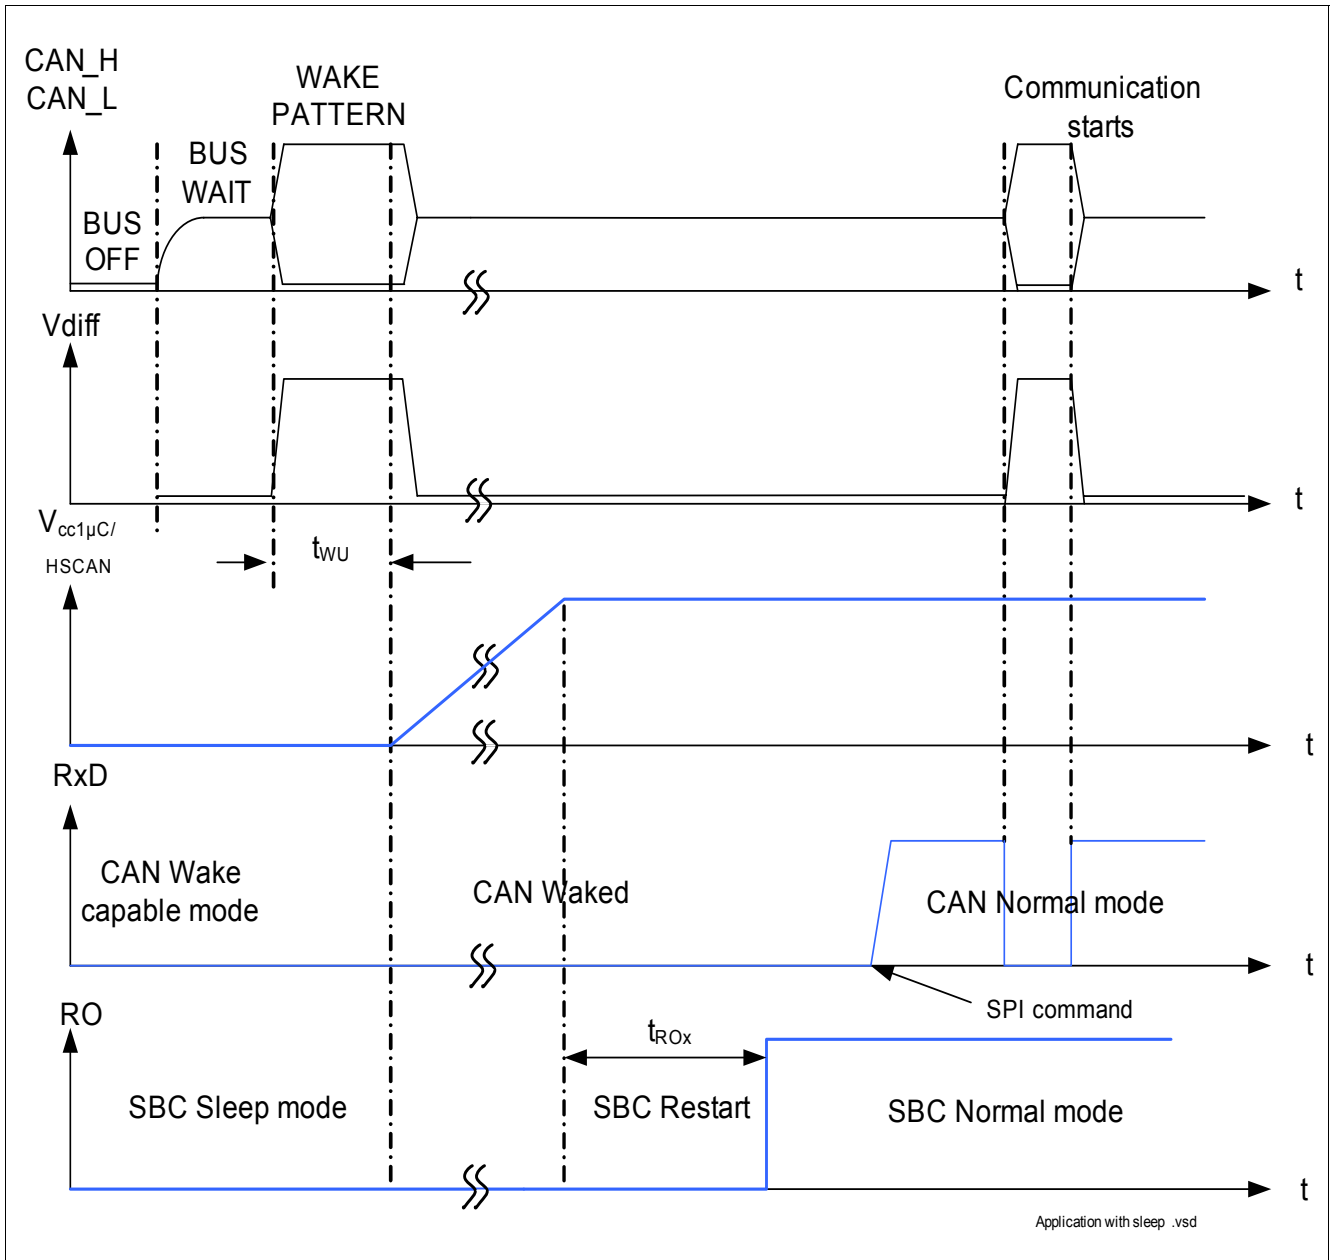 CAN_H
CAN_L
WAKE
PATTERN
Communication
starts
BUS
WAIT
BUS
OFF
t
Vdiff
t
Vcc1µC/
HSCAN
tWU
t
RxD
CAN Wake
capable mode
CAN Waked
CAN Normal mode
t
SPI command
RO
tROx
SBC Sleep mode
SBC Restart
SBC Normal mode
t
Application with sleep .vsd